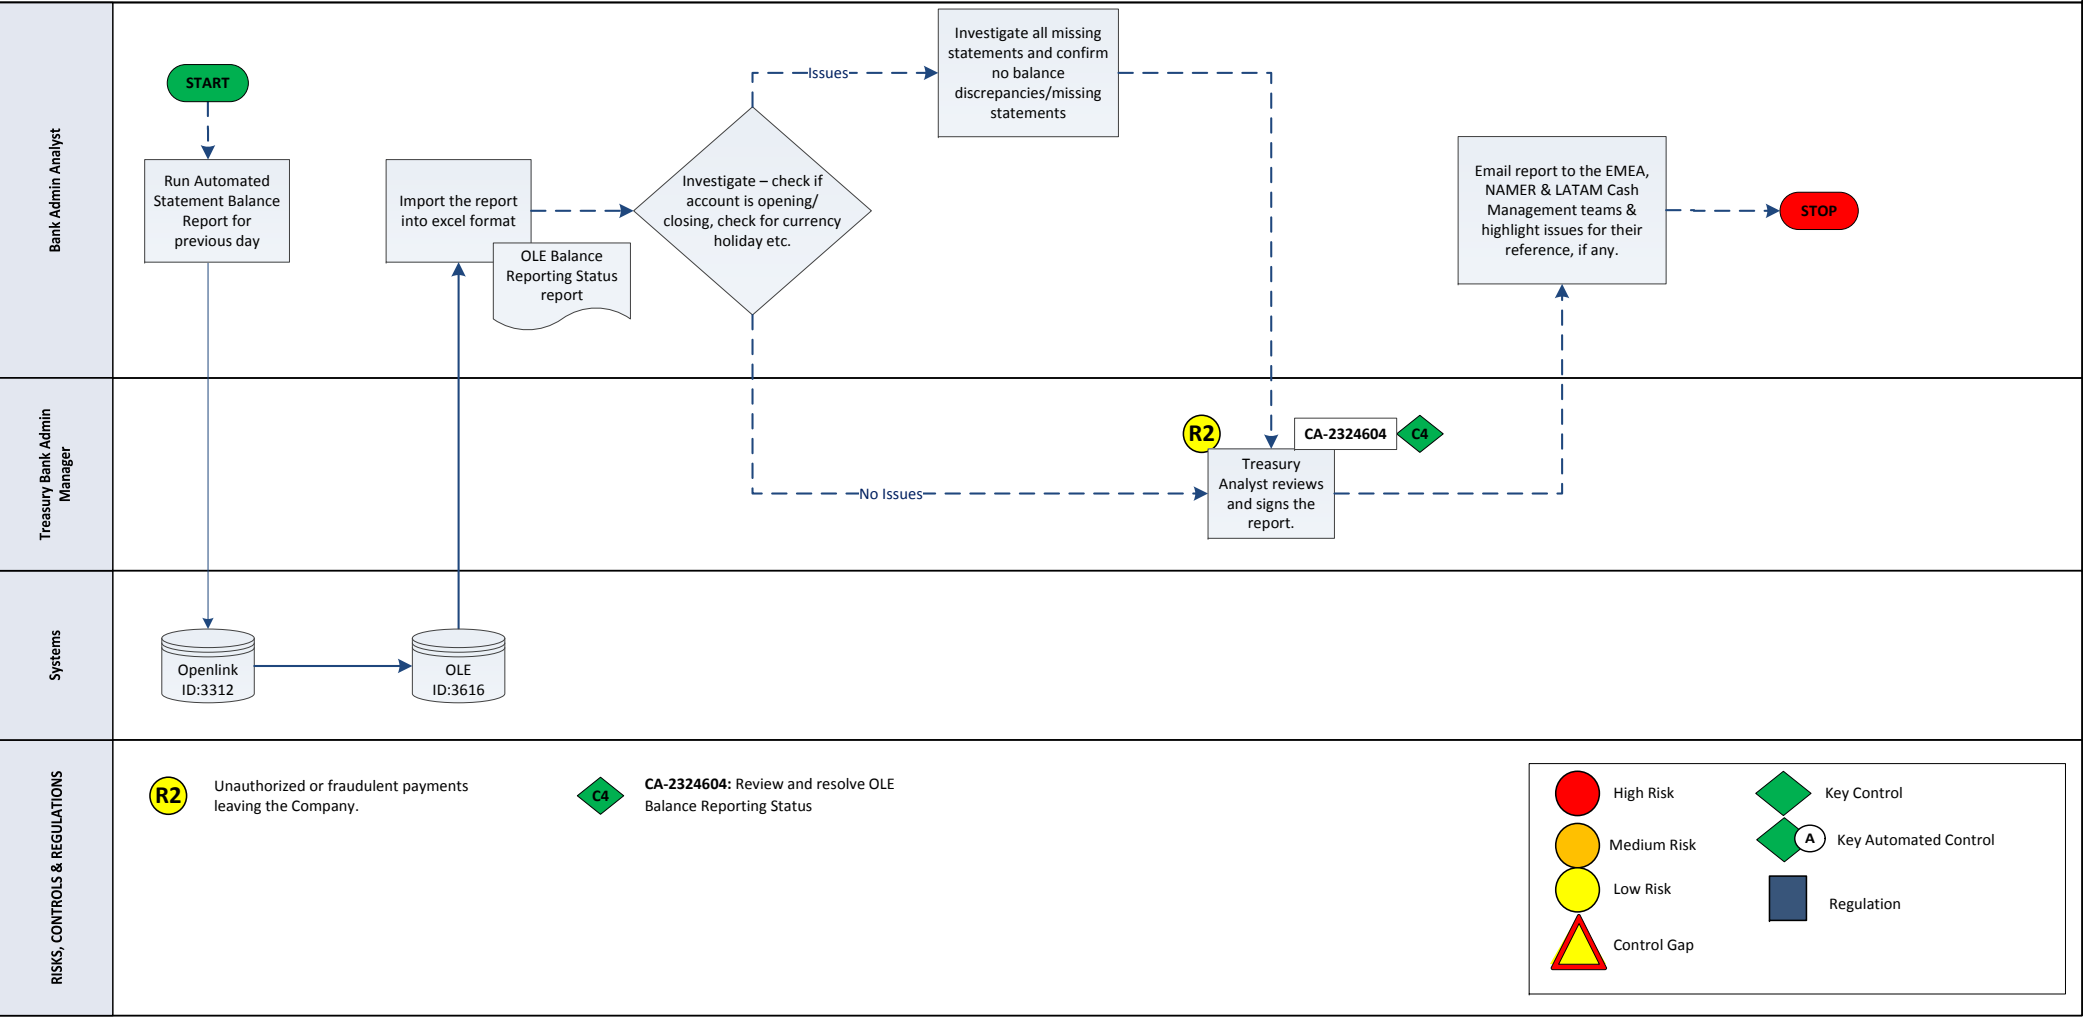 Bank Admin Analyst
START
Run Automated
Statement Balance
Report for
previous day
Import the report
into excel format
OLE Balance
Reporting Status
report
Investigate – check if
account is opening/
closing, check for currency
holiday etc.
Issues
Investigate all missing
statements and confirm
no balance
discrepancies/missing
statements
Email report to the EMEA,
NAMER & LATAM Cash
Management teams &
highlight issues for their
reference, if any.
STOP
Treasury Bank Admin
Manager
No Issues
R2
CA-2324604
C4
Treasury
Analyst reviews
and signs the
report.
Systems
Openlink
ID:3312
OLE
ID:3616
RISKS, CONTROLS & REGULATIONS
R2
Unauthorized or fraudulent payments
leaving the Company.
C4
CA-2324604: Review and resolve OLE
Balance Reporting Status
High Risk
Medium Risk
Low Risk
Control Gap
Key Control
A
Key Automated Control
Regulation